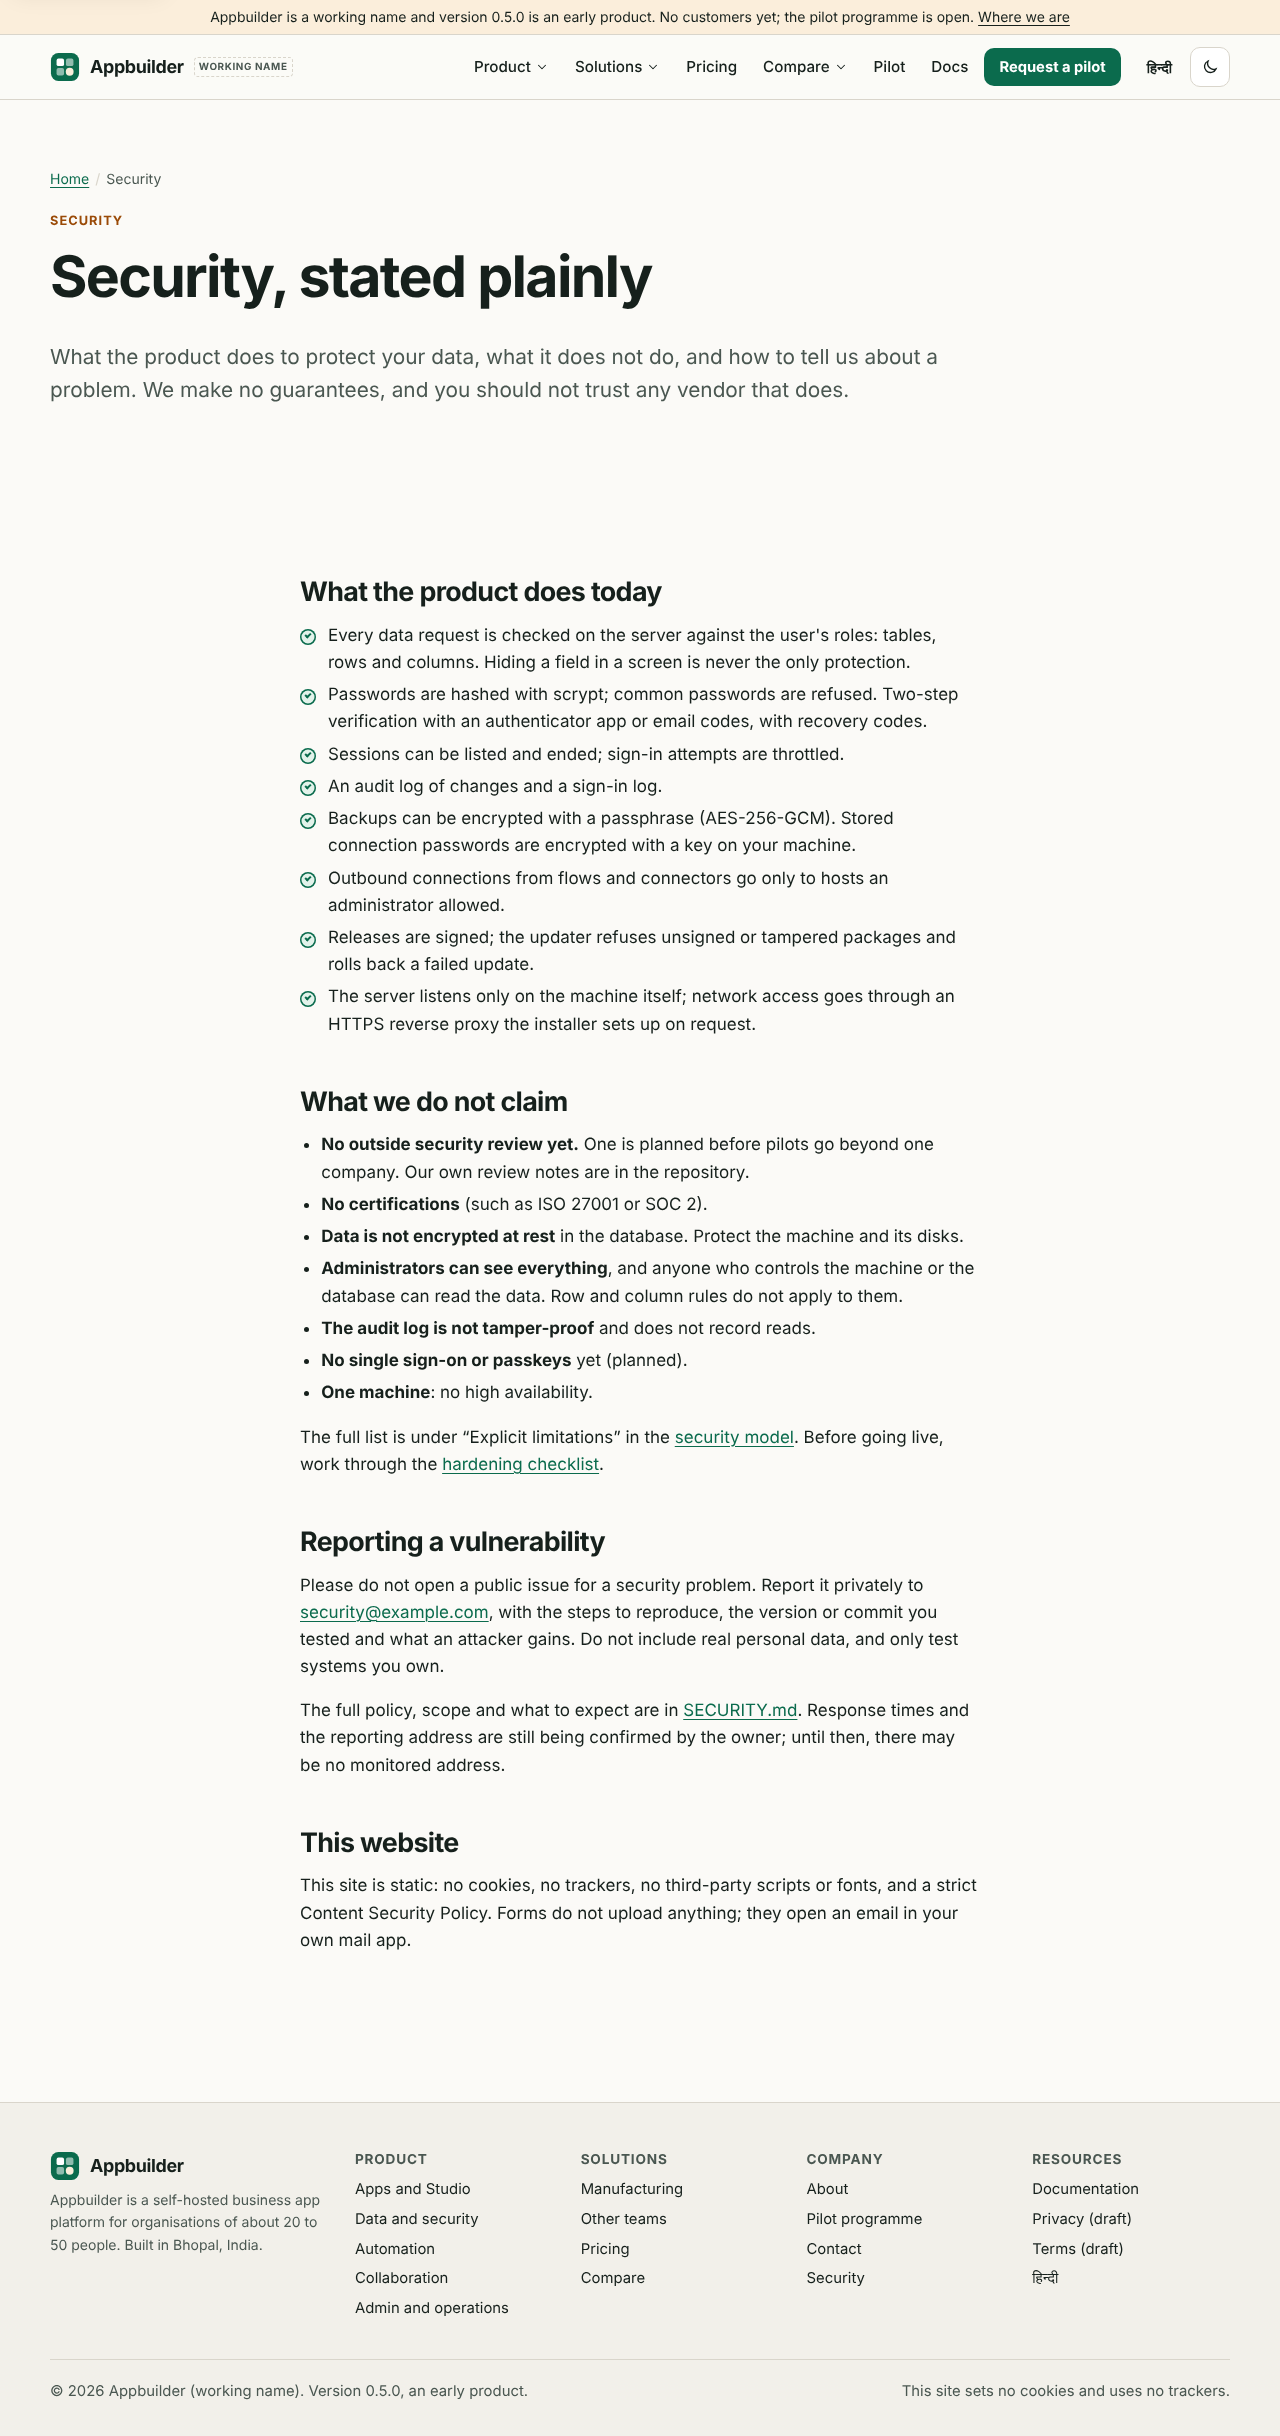 Appbuilder is a working name and version 0.5.0 is an early product. No customers yet; the pilot programme is open. Where we are
Appbuilder WORKING NAME Product Solutions Pricing Compare Pilot Docs Request a pilot हिन्दी
Home / Security
SECURITY
Security, stated plainly
What the product does to protect your data, what it does not do, and how to tell us about a
problem. We make no guarantees, and you should not trust any vendor that does.
What the product does today
Every data request is checked on the server against the user's roles: tables,
rows and columns. Hiding a field in a screen is never the only protection.
Passwords are hashed with scrypt; common passwords are refused. Two-step
verification with an authenticator app or email codes, with recovery codes.
Sessions can be listed and ended; sign-in attempts are throttled.
An audit log of changes and a sign-in log.
Backups can be encrypted with a passphrase (AES-256-GCM). Stored
connection passwords are encrypted with a key on your machine.
Outbound connections from flows and connectors go only to hosts an
administrator allowed.
Releases are signed; the updater refuses unsigned or tampered packages and
rolls back a failed update.
The server listens only on the machine itself; network access goes through an
HTTPS reverse proxy the installer sets up on request.
What we do not claim
• No outside security review yet. One is planned before pilots go beyond one
company. Our own review notes are in the repository.
• No certifications (such as ISO 27001 or SOC 2).
• Data is not encrypted at rest in the database. Protect the machine and its disks.
• Administrators can see everything, and anyone who controls the machine or the
database can read the data. Row and column rules do not apply to them.
• The audit log is not tamper-proof and does not record reads.
• No single sign-on or passkeys yet (planned).
• One machine: no high availability.
The full list is under “Explicit limitations” in the security model. Before going live,
work through the hardening checklist.
Reporting a vulnerability
Please do not open a public issue for a security problem. Report it privately to
security@example.com, with the steps to reproduce, the version or commit you
tested and what an attacker gains. Do not include real personal data, and only test
systems you own.
The full policy, scope and what to expect are in SECURITY.md. Response times and
the reporting address are still being confirmed by the owner; until then, there may
be no monitored address.
This website
This site is static: no cookies, no trackers, no third-party scripts or fonts, and a strict
Content Security Policy. Forms do not upload anything; they open an email in your
own mail app.
Appbuilder
Appbuilder is a self-hosted business app
platform for organisations of about 20 to
50 people. Built in Bhopal, India.
PRODUCT
Apps and Studio
Data and security
Automation
Collaboration
Admin and operations
SOLUTIONS
Manufacturing
Other teams
Pricing
Compare
COMPANY
About
Pilot programme
Contact
Security
RESOURCES
Documentation
Privacy (draft)
Terms (draft)
हिन्दी
© 2026 Appbuilder (working name). Version 0.5.0, an early product.
This site sets no cookies and uses no trackers.